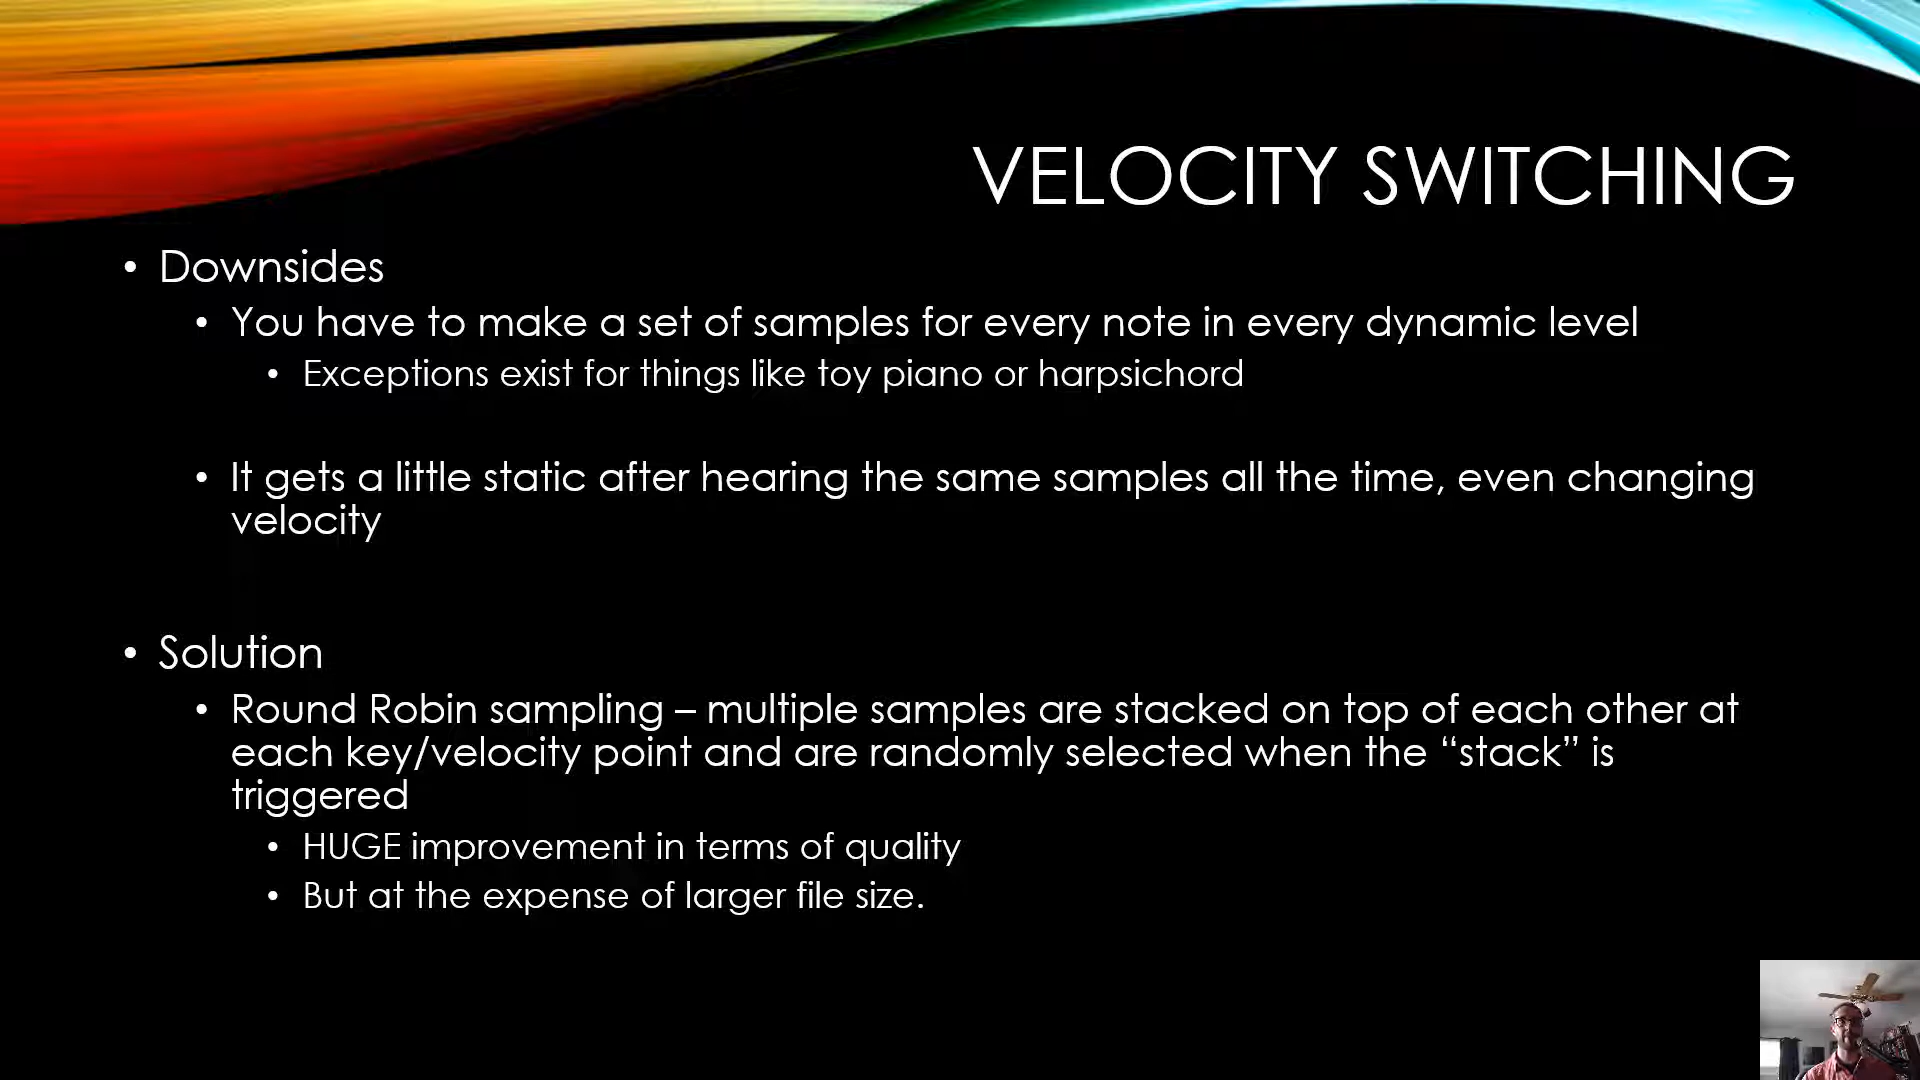 VELOCITY SWITCHING
• Downsides
• You have to make a set of samples for every note in every dynamic level
• Exceptions exist for things like toy piano or harpsichord
• It gets a little static after hearing the same samples all the time, even changing
velocity
• Solution
• Round Robin sampling – multiple samples are stacked on top of each other at
each key/velocity point and are randomly selected when the “stack” is
triggered
• HUGE improvement in terms of quality
• But at the expense of larger file size.